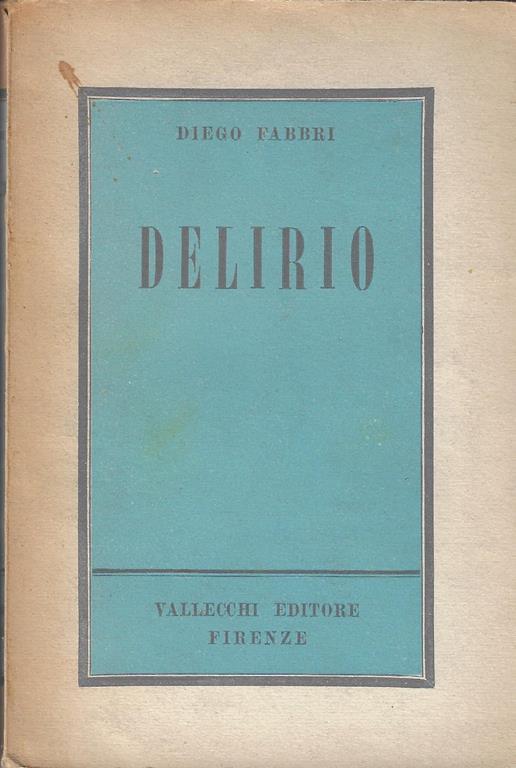 DIEGO FABBRI
DELIRIO
VALLECCHI EDITORE
FIRENZE